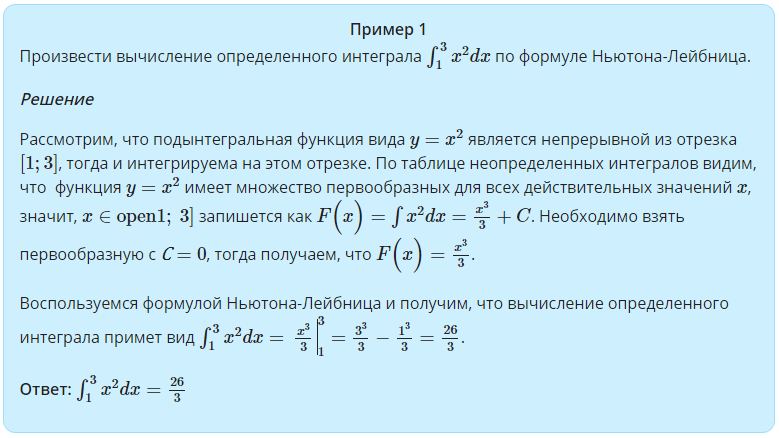 Пример 1
Произвести вычисление определенного интеграла ∫₁³ x²dx по формуле Ньютона-Лейбница.
Решение
Рассмотрим, что подынтегральная функция вида y = x² является непрерывной из отрезка
[1; 3], тогда и интегрируема на этом отрезке. По таблице неопределенных интегралов видим,
что функция y = x² имеет множество первообразных для всех действительных значений x,
значит, x ∈ open1; 3] запишется как F(x) = ∫ x²dx = x³/3 + C. Необходимо взять
первообразную с C = 0, тогда получаем, что F(x) = x³/3.
Воспользуемся формулой Ньютона-Лейбница и получим, что вычисление определенного
интеграла примет вид ∫₁³ x²dx = x³/3 |₁³ = 3³/3 − 1³/3 = 26/3.
Ответ: ∫₁³ x²dx = 26/3